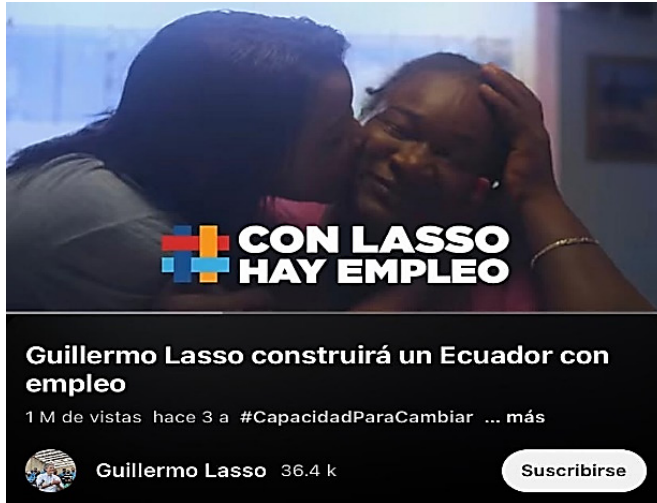 # CON LASSO
HAY EMPLEO
Guillermo Lasso construirá un Ecuador con
empleo
1 M de vistas hace 3 a #CapacidadParaCambiar ... más
Guillermo Lasso 36.4 k
Suscribirse